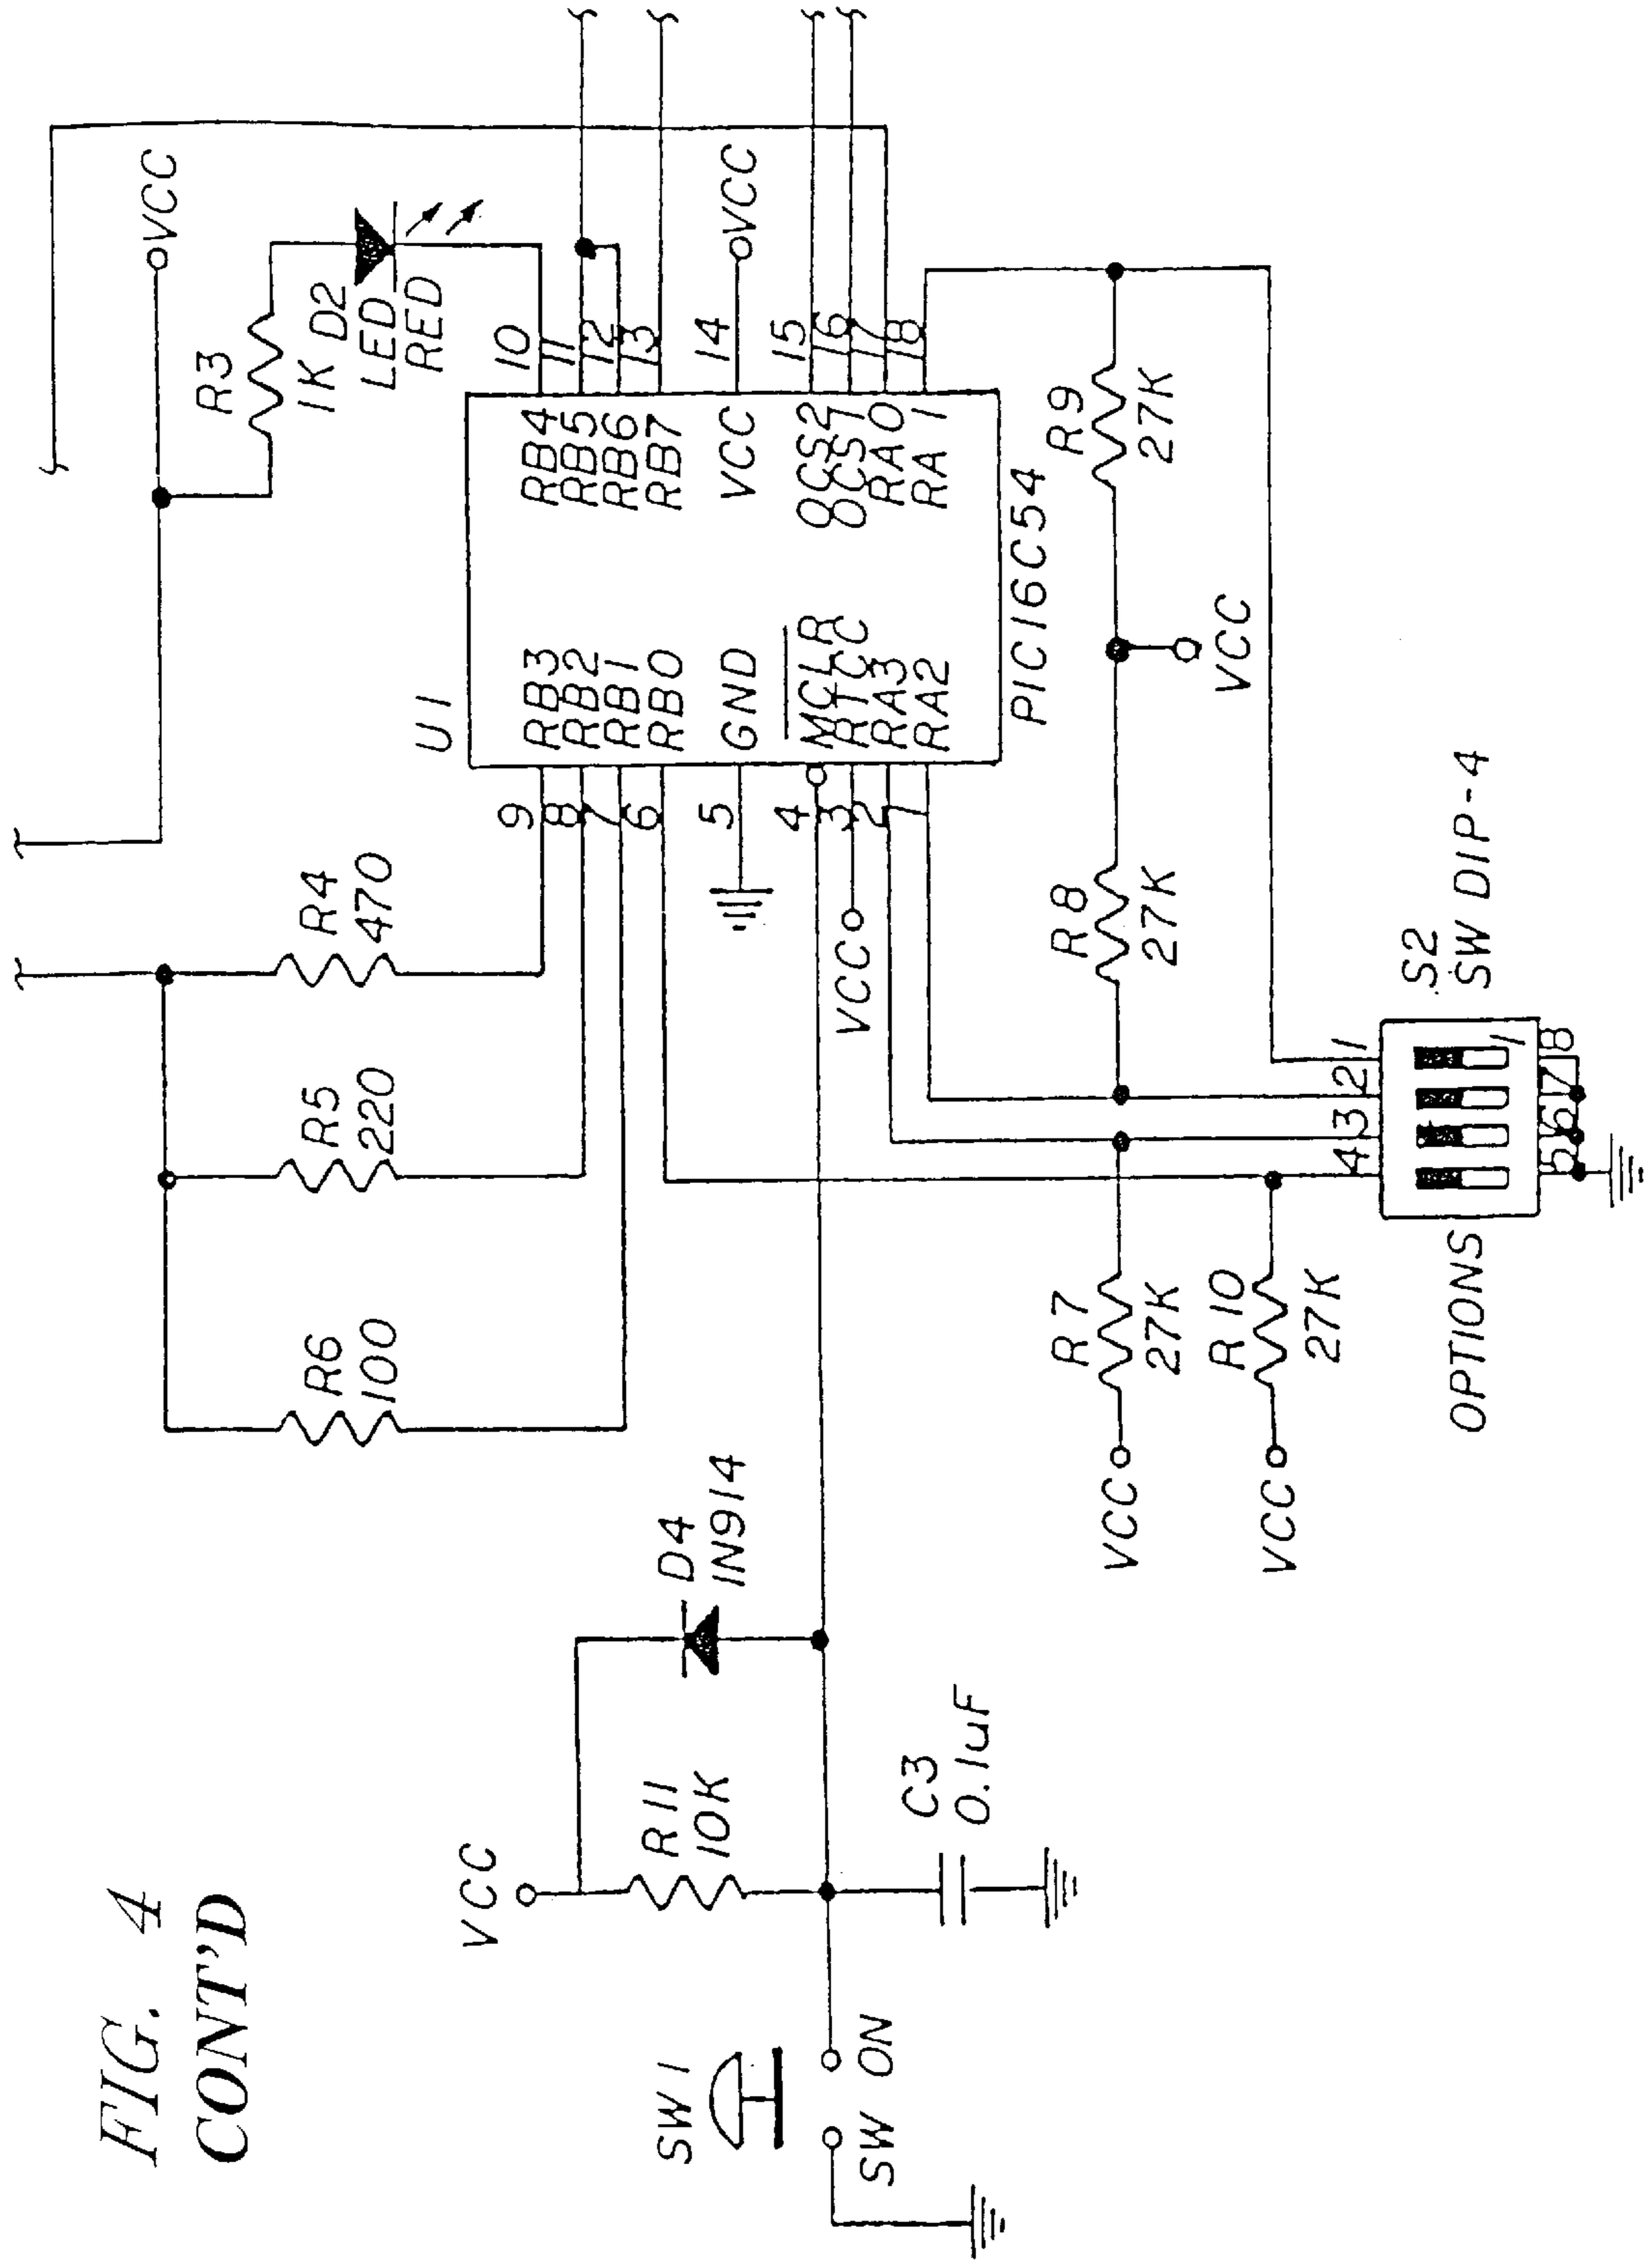 FIG. 4
CONT'D
VCC
R3
1K
D2
LED
RED
R4
470
R5
220
R6
100
U1
RB3
RB2
RB1
RB0
GND
MCLR
RTCC
RA3
RA2
RB4
RB5
RB6
RB7
VCC
OCS2
OCS1
RA0
RA1
9
8
7
6
5
4
3
2
1
10
11
12
13
14
15
16
17
18
VCC
PIC16C54
VCC
D4
1N914
VCC
R11
10K
C3
0.1uF
SW1
SW ON
R9
27K
R8
27K
VCC
R7
27K
VCC
R10
27K
VCC
S2
SW DIP-4
4
3
2
1
1
5
6
7
8
OPTIONS